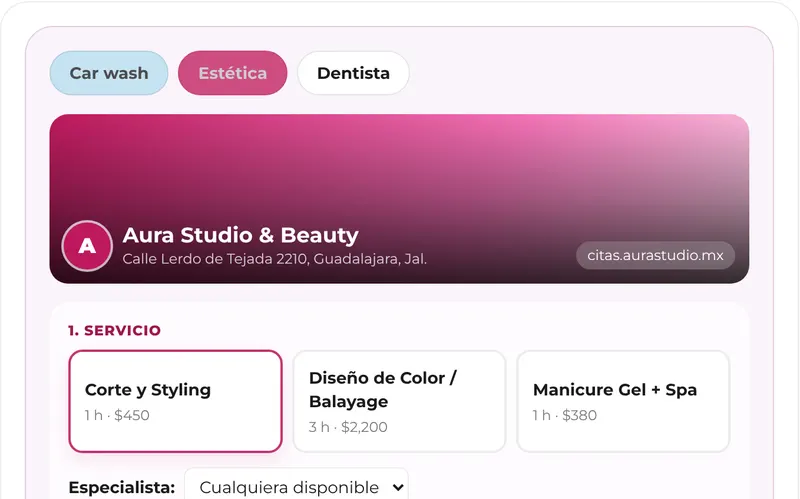 Car wash
Estética
Dentista
A
Aura Studio & Beauty
Calle Lerdo de Tejada 2210, Guadalajara, Jal.
citas.aurastudio.mx
1. SERVICIO
Corte y Styling
1 h · $450
Diseño de Color /
Balayage
3 h · $2,200
Manicure Gel + Spa
1 h · $380
Especialista:
Cualquiera disponible